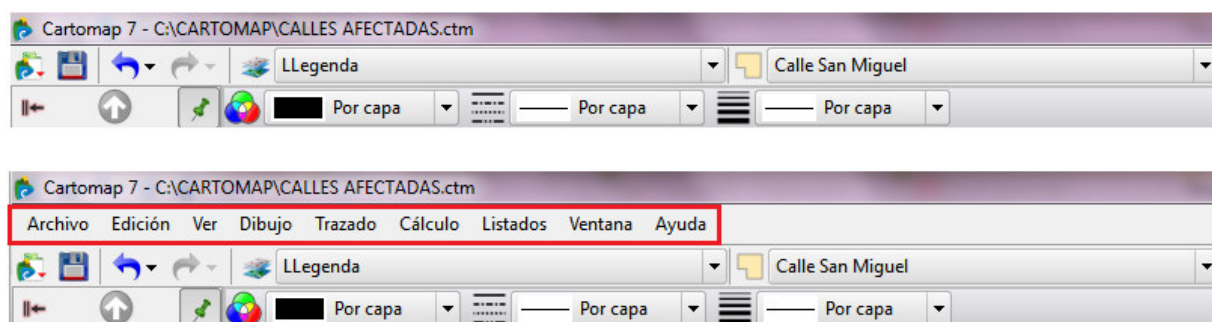 Cartomap 7 - C:\CARTOMAP\CALLES AFECTADAS.ctm
LLegenda Calle San Miguel
Por capa Por capa Por capa
Cartomap 7 - C:\CARTOMAP\CALLES AFECTADAS.ctm
Archivo Edición Ver Dibujo Trazado Cálculo Listados Ventana Ayuda
LLegenda Calle San Miguel
Por capa Por capa Por capa